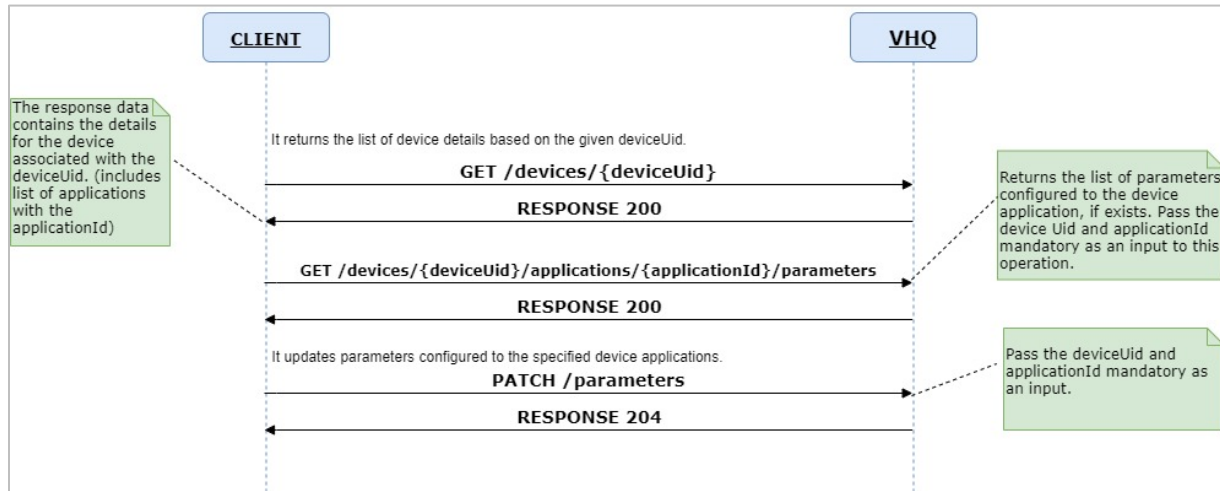 CLIENT
VHQ
The response data
contains the details
for the device
associated with the
deviceUid. (includes
list of applications
with the
applicationId)
It returns the list of device details based on the given deviceUid.
GET /devices/{deviceUid}
RESPONSE 200
Returns the list of parameters
configured to the device
application, if exists. Pass the
device Uid and applicationId
mandatory as an input to this
operation.
GET /devices/{deviceUid}/applications/{applicationId}/parameters
RESPONSE 200
It updates parameters configured to the specified device applications.
PATCH /parameters
Pass the deviceUid and
applicationId mandatory as
an input.
RESPONSE 204